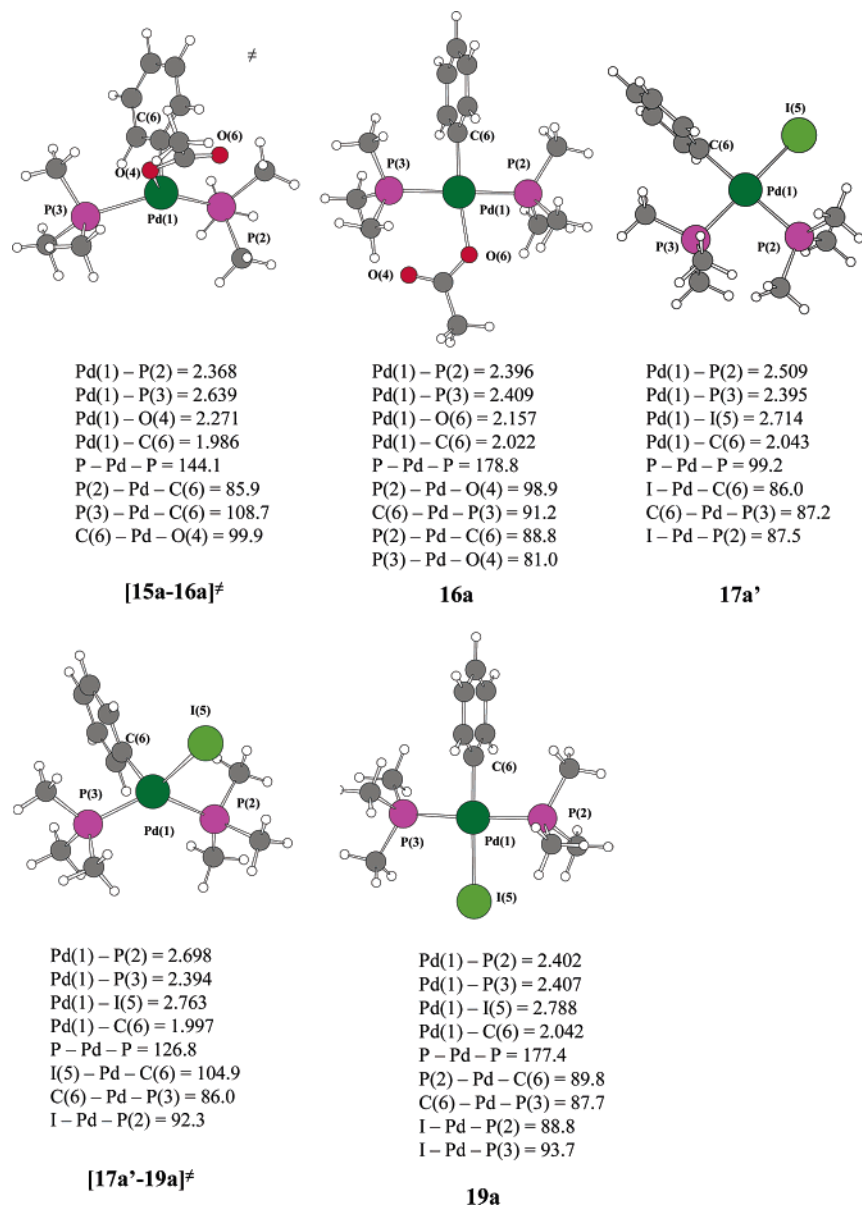 ≠
C(6)
O(6)
O(4)
P(3)
Pd(1)
P(2)
C(6)
P(3)
P(2)
Pd(1)
O(6)
O(4)
I(5)
C(6)
Pd(1)
P(3)
P(2)
Pd(1) – P(2) = 2.368
Pd(1) – P(3) = 2.639
Pd(1) – O(4) = 2.271
Pd(1) – C(6) = 1.986
P – Pd – P = 144.1
P(2) – Pd – C(6) = 85.9
P(3) – Pd – C(6) = 108.7
C(6) – Pd – O(4) = 99.9
[15a-16a]≠
Pd(1) – P(2) = 2.396
Pd(1) – P(3) = 2.409
Pd(1) – O(6) = 2.157
Pd(1) – C(6) = 2.022
P – Pd – P = 178.8
P(2) – Pd – O(4) = 98.9
C(6) – Pd – P(3) = 91.2
P(2) – Pd – C(6) = 88.8
P(3) – Pd – O(4) = 81.0
16a
Pd(1) – P(2) = 2.509
Pd(1) – P(3) = 2.395
Pd(1) – I(5) = 2.714
Pd(1) – C(6) = 2.043
P – Pd – P = 99.2
I – Pd – C(6) = 86.0
C(6) – Pd – P(3) = 87.2
I – Pd – P(2) = 87.5
17a’
I(5)
C(6)
P(3)
P(2)
Pd(1)
C(6)
P(3)
Pd(1)
P(2)
I(5)
Pd(1) – P(2) = 2.698
Pd(1) – P(3) = 2.394
Pd(1) – I(5) = 2.763
Pd(1) – C(6) = 1.997
P – Pd – P = 126.8
I(5) – Pd – C(6) = 104.9
C(6) – Pd – P(3) = 86.0
I – Pd – P(2) = 92.3
[17a’-19a]≠
Pd(1) – P(2) = 2.402
Pd(1) – P(3) = 2.407
Pd(1) – I(5) = 2.788
Pd(1) – C(6) = 2.042
P – Pd – P = 177.4
P(2) – Pd – C(6) = 89.8
C(6) – Pd – P(3) = 87.7
I – Pd – P(2) = 88.8
I – Pd – P(3) = 93.7
19a